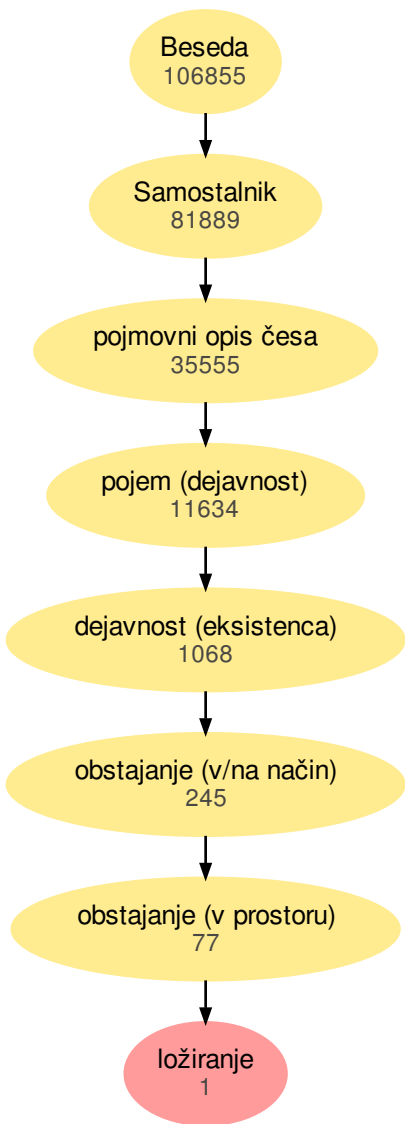 Beseda
106855
Samostalnik
81889
pojmovni opis česa
35555
pojem (dejavnost)
11634
dejavnost (eksistenca)
1068
obstajanje (v/na način)
245
obstajanje (v prostoru)
77
ložiranje
1